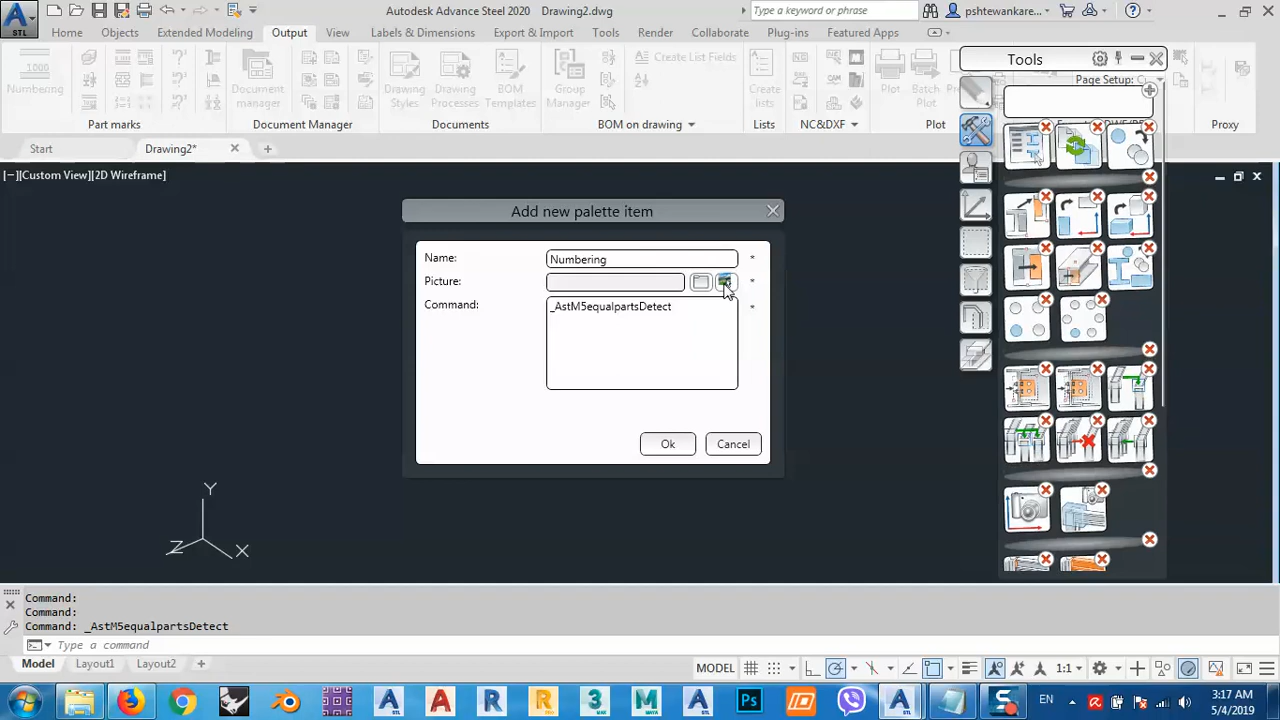 Autodesk Advance Steel 2020 Drawing2.dwg
Type a keyword or phrase
pshtewankare...
STL
Home Objects Extended Modeling Output View Labels & Dimensions Export & Import Tools Render Collaborate Plug-ins Featured Apps
Numbering
Document manager
Drawing Styles
Drawing Processes
BOM Templates
Group Manager
Create List Fields
Create lists
Plot
Batch Plot
Part marks
Document Manager
Documents
BOM on drawing
Lists
NC&DXF
Plot
Proxy
Start
Drawing2*
[−][Custom View][2D Wireframe]
Tools
Page Setup:
Add new palette item
Name: Numbering *
Picture: *
Command: _AstM5equalpartsDetect *
Ok Cancel
Y
Z
X
Command:
Command:
Command: _AstM5equalpartsDetect
Type a command
Model Layout1 Layout2
MODEL
1:1
EN
3:17 AM
5/4/2019